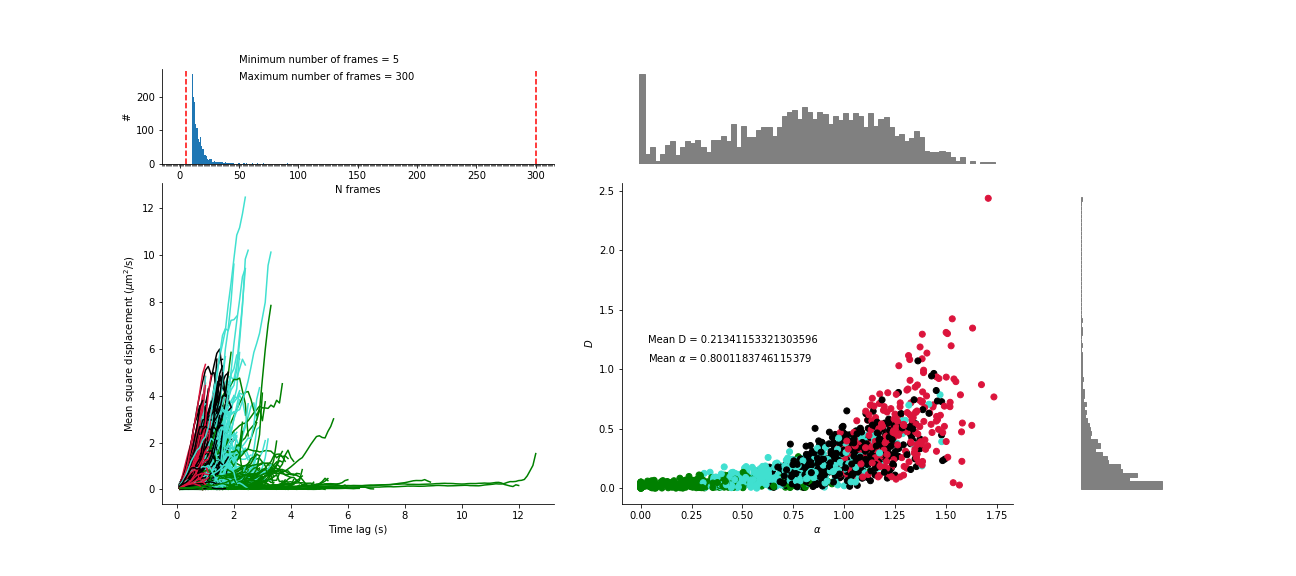 Minimum number of frames = 5
Maximum number of frames = 300
#
200
100
0
0 50 100 150 200 250 300
N frames
Mean square displacement (μm²/s)
12
10
8
6
4
2
0
0 2 4 6 8 10 12
Time lag (s)
D
2.5
2.0
1.5
1.0
0.5
0.0
Mean D = 0.21341153321303596
Mean α = 0.8001183746115379
0.00 0.25 0.50 0.75 1.00 1.25 1.50 1.75
α